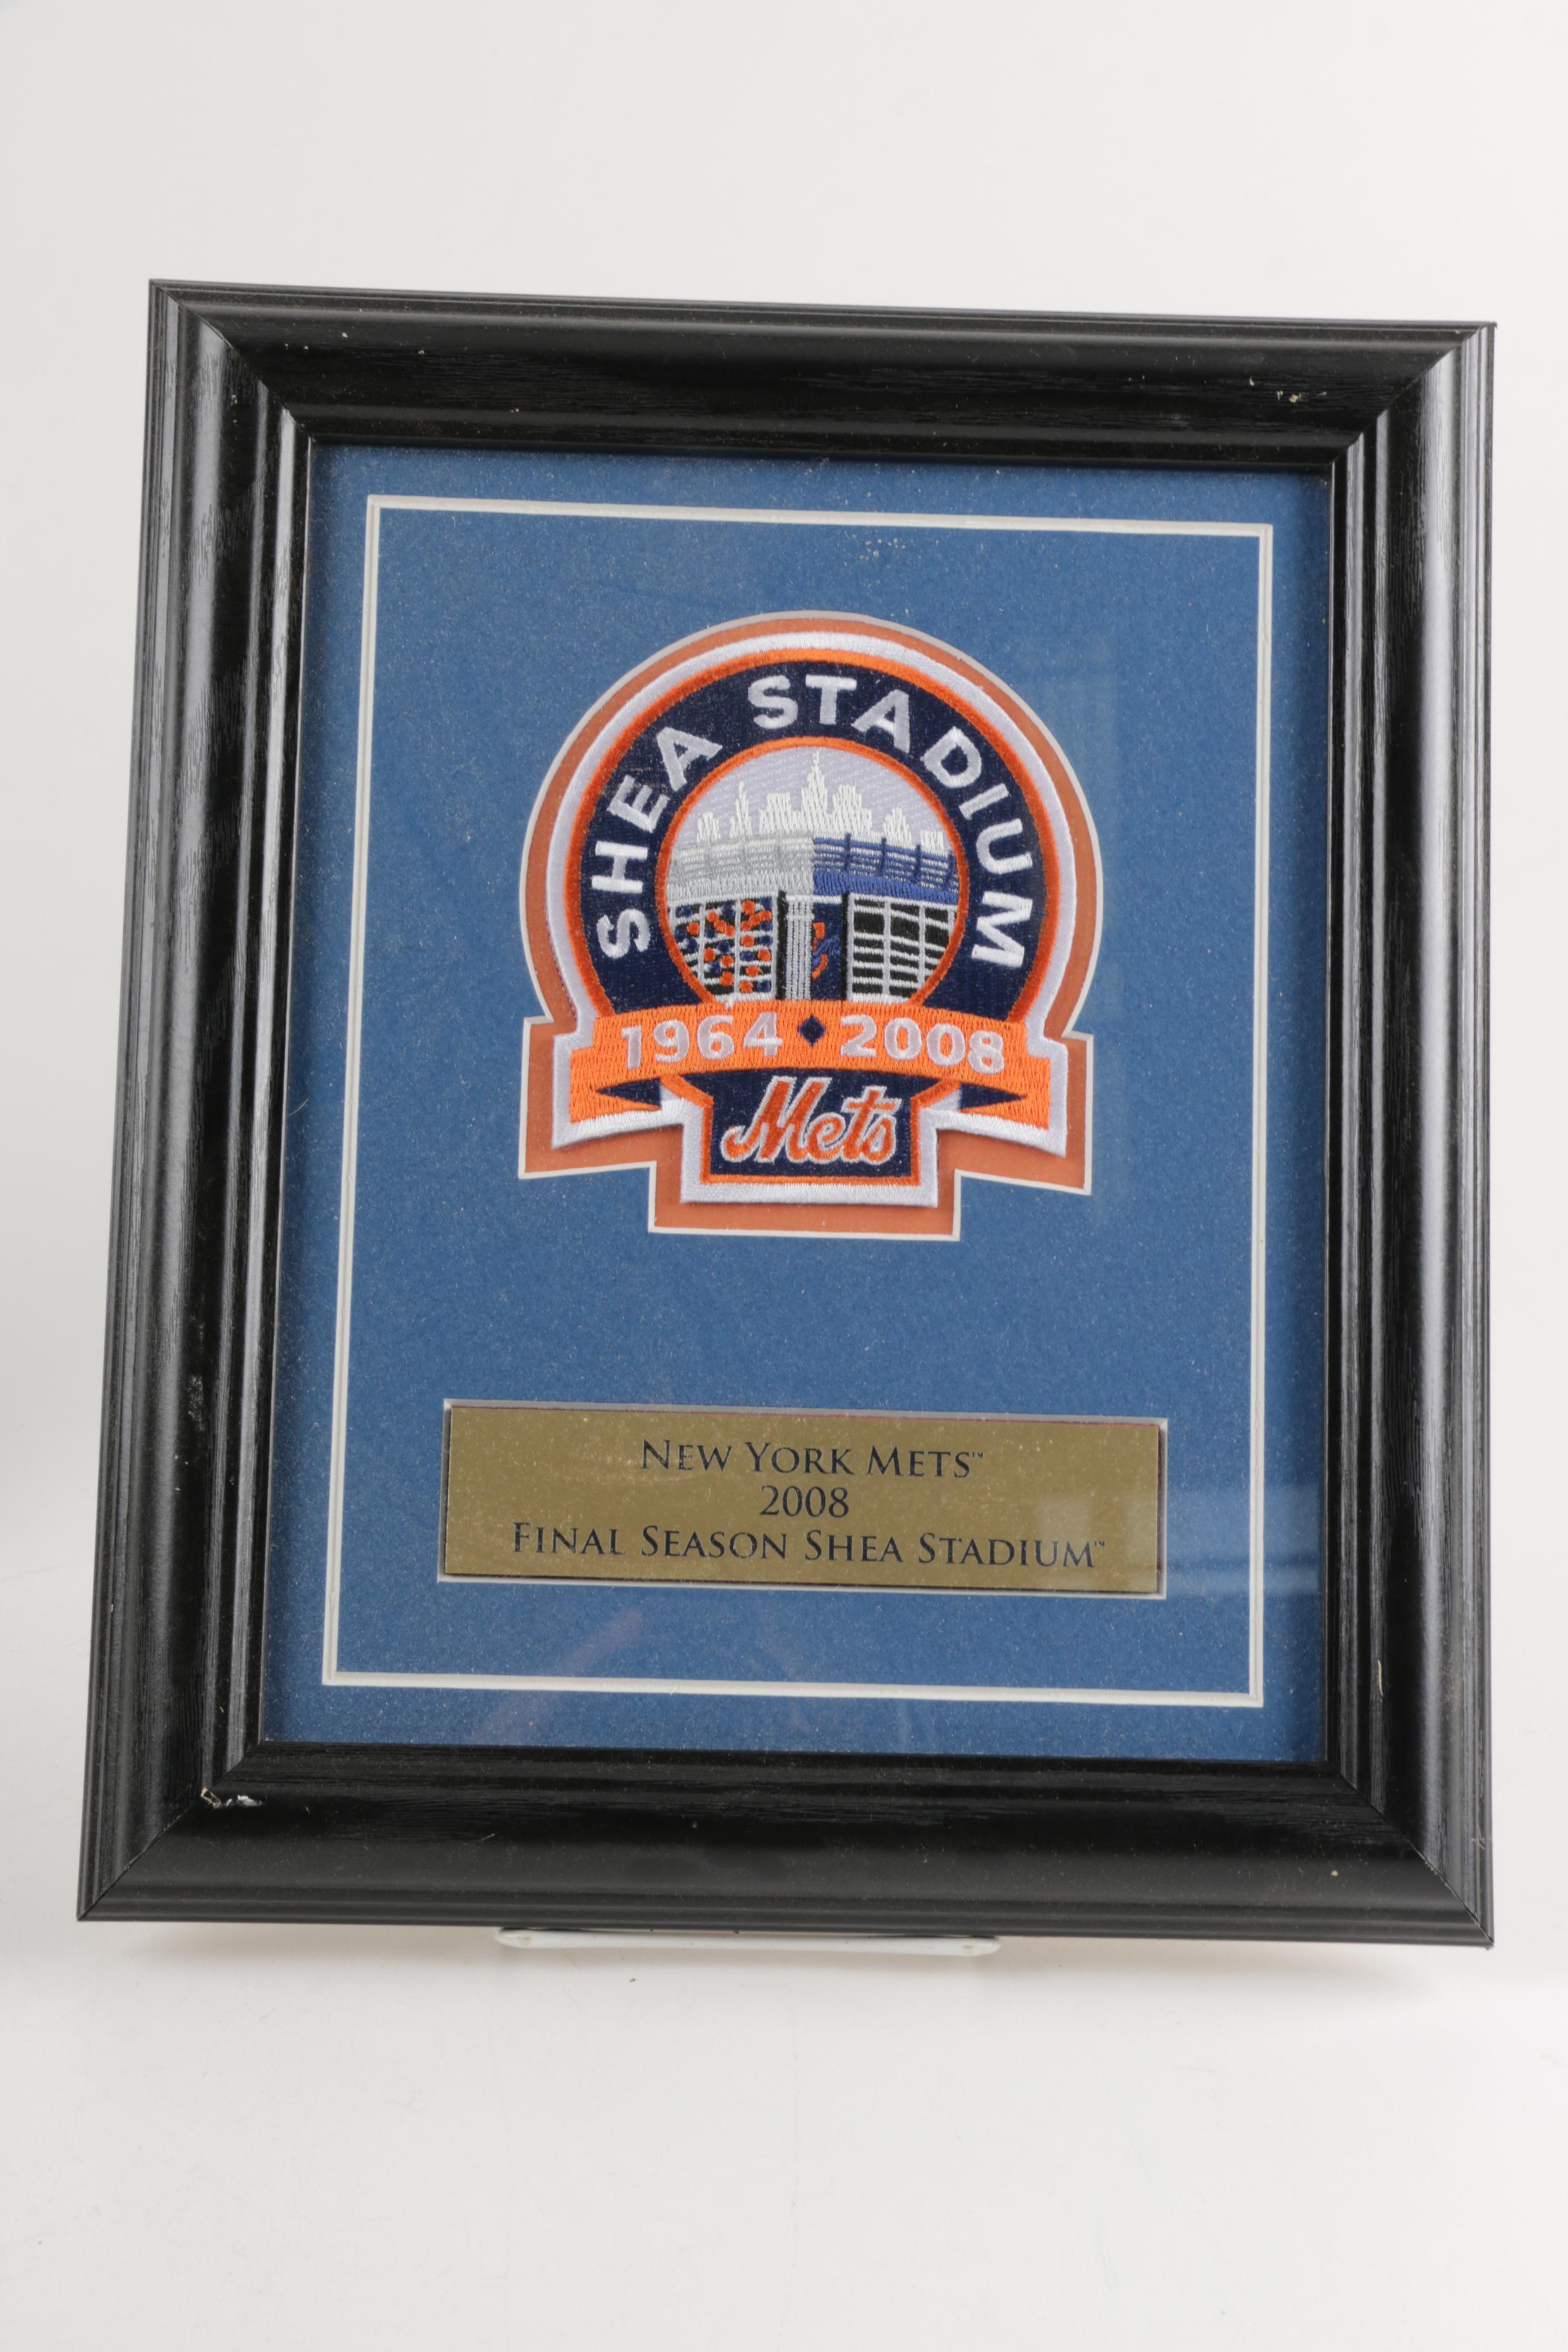 SHEA STADIUM
1964 ◆ 2008
Mets
NEW YORK METS™
2008
FINAL SEASON SHEA STADIUM™